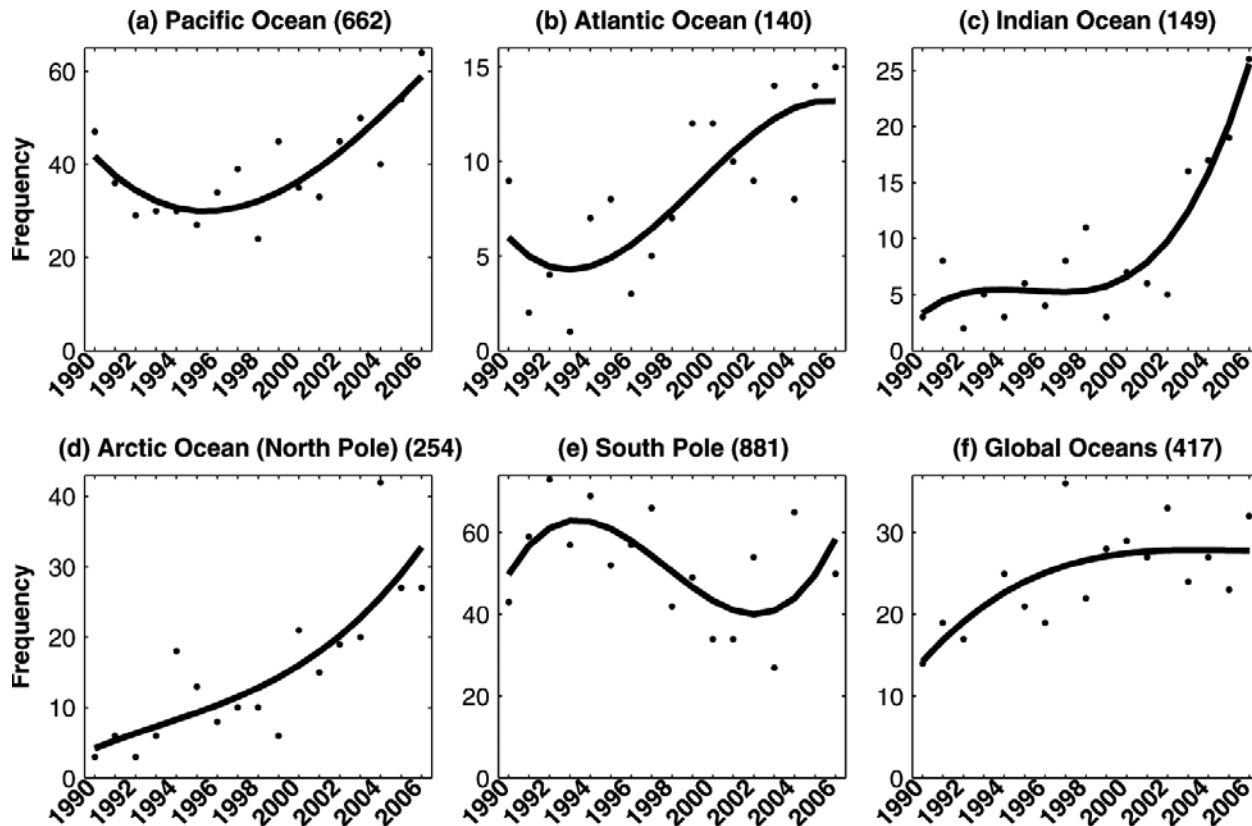 (a) Pacific Ocean (662)
(b) Atlantic Ocean (140)
(c) Indian Ocean (149)
Frequency
60
40
20
0
1990 1992 1994 1996 1998 2000 2002 2004 2006
15
10
5
0
1990 1992 1994 1996 1998 2000 2002 2004 2006
25
20
15
10
5
0
1990 1992 1994 1996 1998 2000 2002 2004 2006
(d) Arctic Ocean (North Pole) (254)
(e) South Pole (881)
(f) Global Oceans (417)
Frequency
40
30
20
10
0
1990 1992 1994 1996 1998 2000 2002 2004 2006
60
40
20
0
1990 1992 1994 1996 1998 2000 2002 2004 2006
30
20
10
0
1990 1992 1994 1996 1998 2000 2002 2004 2006